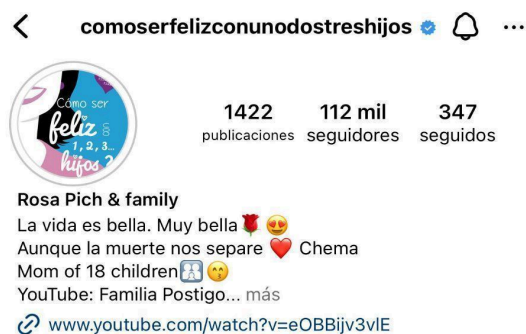 comoserfelizconunodostreshijos
Cómo ser
feliz
1, 2, 3...
hijos ?
1422 112 mil 347
publicaciones seguidores seguidos
Rosa Pich & family
La vida es bella. Muy bella🌹😍
Aunque la muerte nos separe ❤️ Chema
Mom of 18 children🚻😙
YouTube: Familia Postigo... más
www.youtube.com/watch?v=eOBBijv3vlE